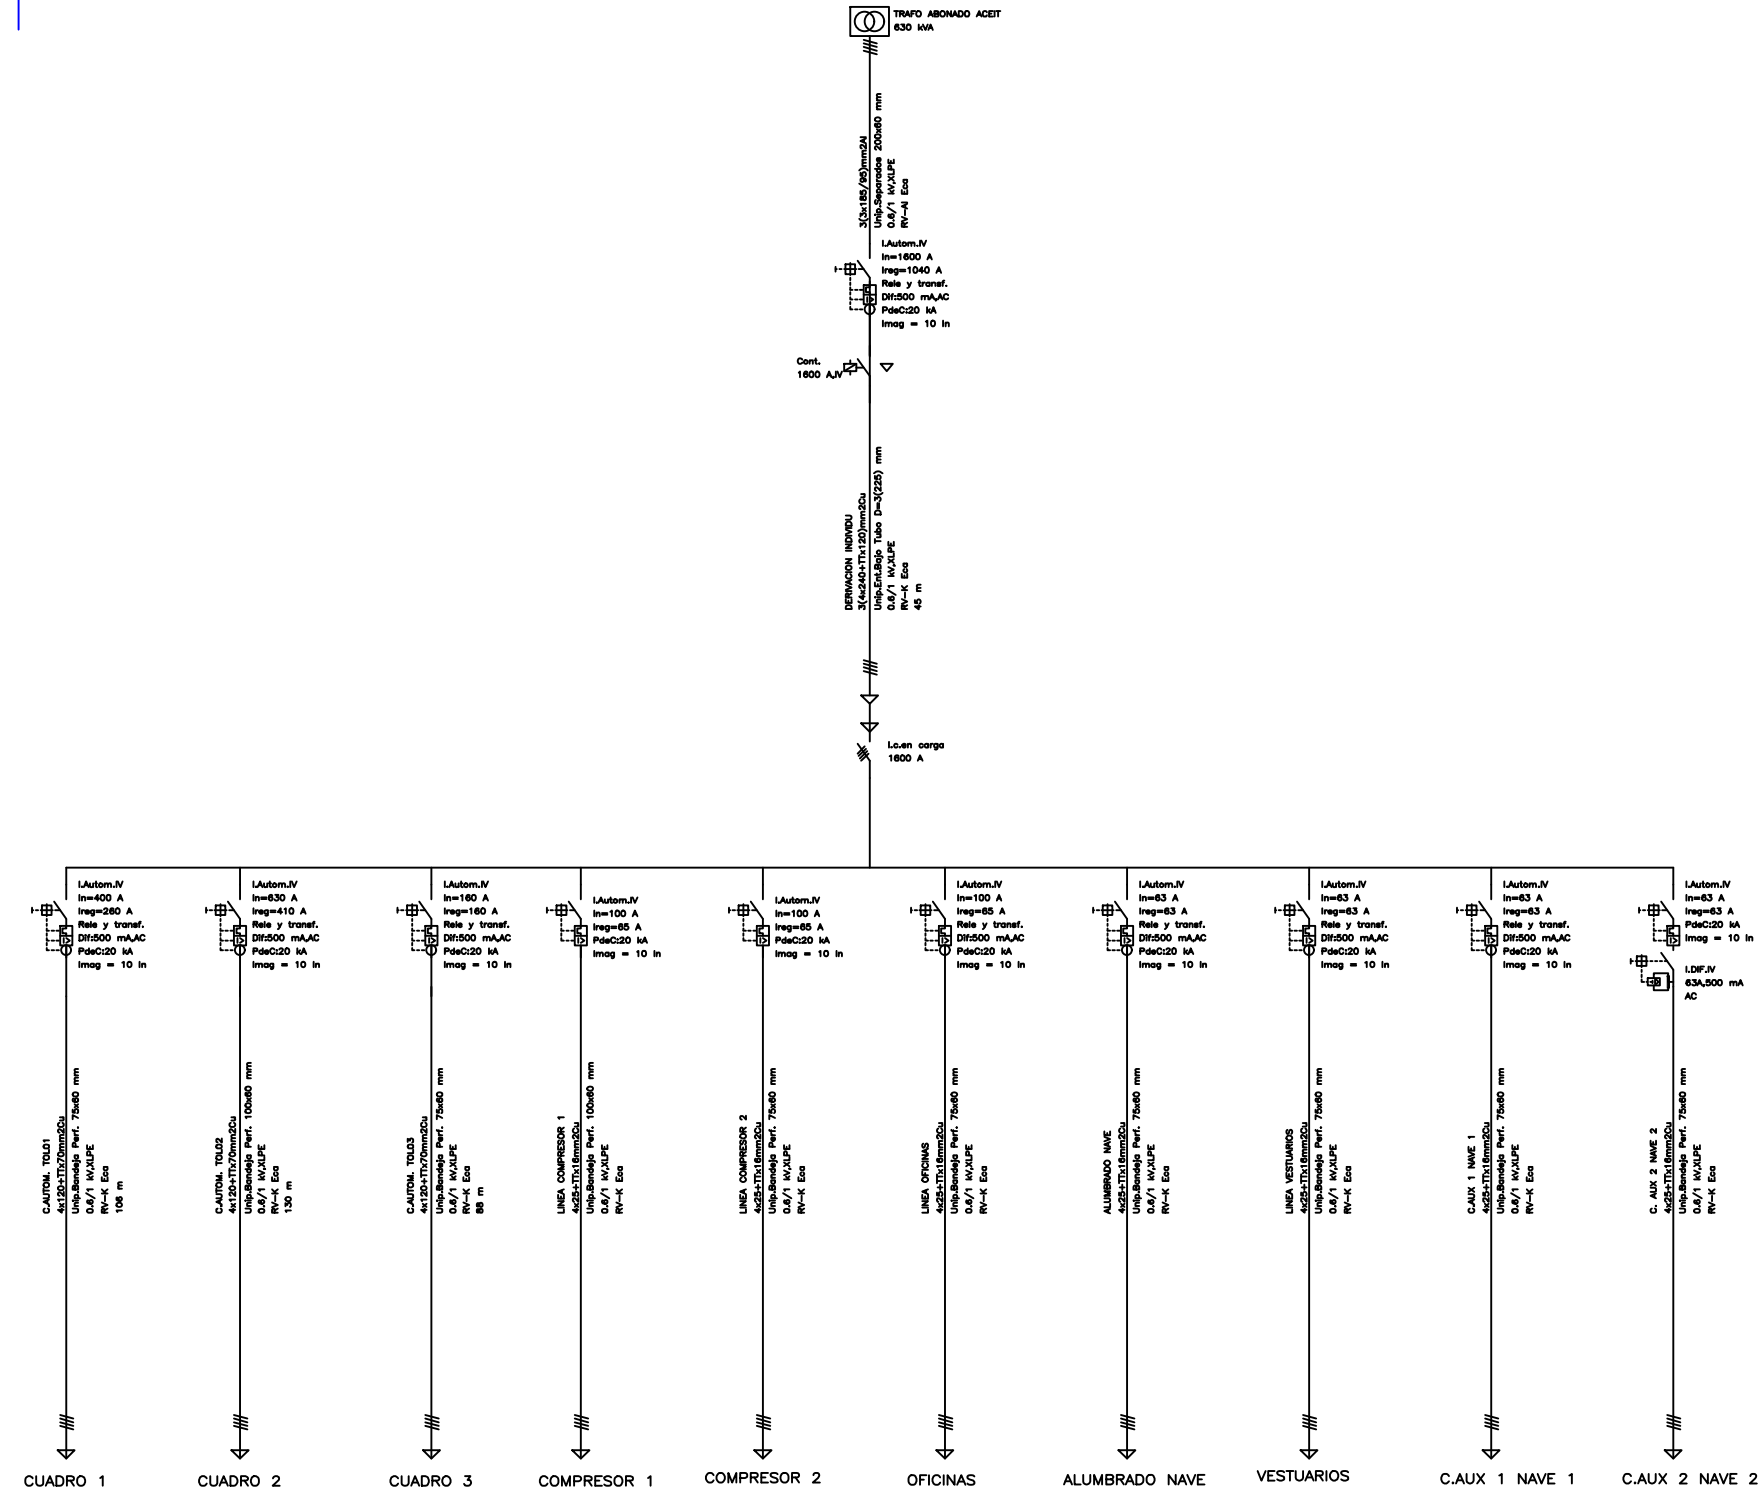 TRAFO ABONADO ACEIT
630 kVA
3(3x185/95)mm2Al
Unip.Separados 200x60 mm
0.6/1 kV,XLPE
RV-Al Eca
I.Autom.IV
In=1600 A
Ireg=1040 A
Rele y transf.
Dif:500 mA,AC
PdeC:20 kA
Imag = 10 In
Cont.
1600 A,IV
DERIVACION INDIVIDU
3(4x240+TTx120)mm2Cu
Unip.Ent.Bajo Tubo D=3(225) mm
0.6/1 kV,XLPE
RV-K Eca
45 m
I.c.en carga
1600 A
I.Autom.IV
In=400 A
Ireg=260 A
Rele y transf.
Dif:500 mA,AC
PdeC:20 kA
Imag = 10 In
I.Autom.IV
In=630 A
Ireg=410 A
Rele y transf.
Dif:500 mA,AC
PdeC:20 kA
Imag = 10 In
I.Autom.IV
In=160 A
Ireg=160 A
Rele y transf.
Dif:500 mA,AC
PdeC:20 kA
Imag = 10 In
I.Autom.IV
In=100 A
Ireg=65 A
PdeC:20 kA
Imag = 10 In
I.Autom.IV
In=100 A
Ireg=65 A
PdeC:20 kA
Imag = 10 In
I.Autom.IV
In=100 A
Ireg=65 A
Rele y transf.
Dif:500 mA,AC
PdeC:20 kA
Imag = 10 In
I.Autom.IV
In=63 A
Ireg=63 A
Rele y transf.
Dif:500 mA,AC
PdeC:20 kA
Imag = 10 In
I.Autom.IV
In=63 A
Ireg=63 A
Rele y transf.
Dif:500 mA,AC
PdeC:20 kA
Imag = 10 In
I.Autom.IV
In=63 A
Ireg=63 A
Rele y transf.
Dif:500 mA,AC
PdeC:20 kA
Imag = 10 In
I.Autom.IV
In=63 A
Ireg=63 A
PdeC:20 kA
Imag = 10 In
I.DIF.IV
63A,500 mA
AC
C.AUTOM. TOL01
4x120+TTx70mm2Cu
Unip.Bandeja Perf. 75x60 mm
0.6/1 kV,XLPE
RV-K Eca
106 m
C.AUTOM. TOL02
4x120+TTx70mm2Cu
Unip.Bandeja Perf. 100x60 mm
0.6/1 kV,XLPE
RV-K Eca
130 m
C.AUTOM. TOL03
4x120+TTx70mm2Cu
Unip.Bandeja Perf. 75x60 mm
0.6/1 kV,XLPE
RV-K Eca
88 m
LINEA COMPRESOR 1
4x25+TTx16mm2Cu
Unip.Bandeja Perf. 100x60 mm
0.6/1 kV,XLPE
RV-K Eca
LINEA COMPRESOR 2
4x25+TTx16mm2Cu
Unip.Bandeja Perf. 75x60 mm
0.6/1 kV,XLPE
RV-K Eca
LINEA OFICINAS
4x25+TTx16mm2Cu
Unip.Bandeja Perf. 75x60 mm
0.6/1 kV,XLPE
RV-K Eca
ALUMBRADO NAVE
4x25+TTx16mm2Cu
Unip.Bandeja Perf. 75x60 mm
0.6/1 kV,XLPE
RV-K Eca
LINEA VESTUARIOS
4x25+TTx16mm2Cu
Unip.Bandeja Perf. 75x60 mm
0.6/1 kV,XLPE
RV-K Eca
C.AUX 1 NAVE 1
4x25+TTx16mm2Cu
Unip.Bandeja Perf. 75x60 mm
0.6/1 kV,XLPE
RV-K Eca
C. AUX 2 NAVE 2
4x25+TTx16mm2Cu
Unip.Bandeja Perf. 75x60 mm
0.6/1 kV,XLPE
RV-K Eca
CUADRO 1
CUADRO 2
CUADRO 3
COMPRESOR 1
COMPRESOR 2
OFICINAS
ALUMBRADO NAVE
VESTUARIOS
C.AUX 1 NAVE 1
C.AUX 2 NAVE 2